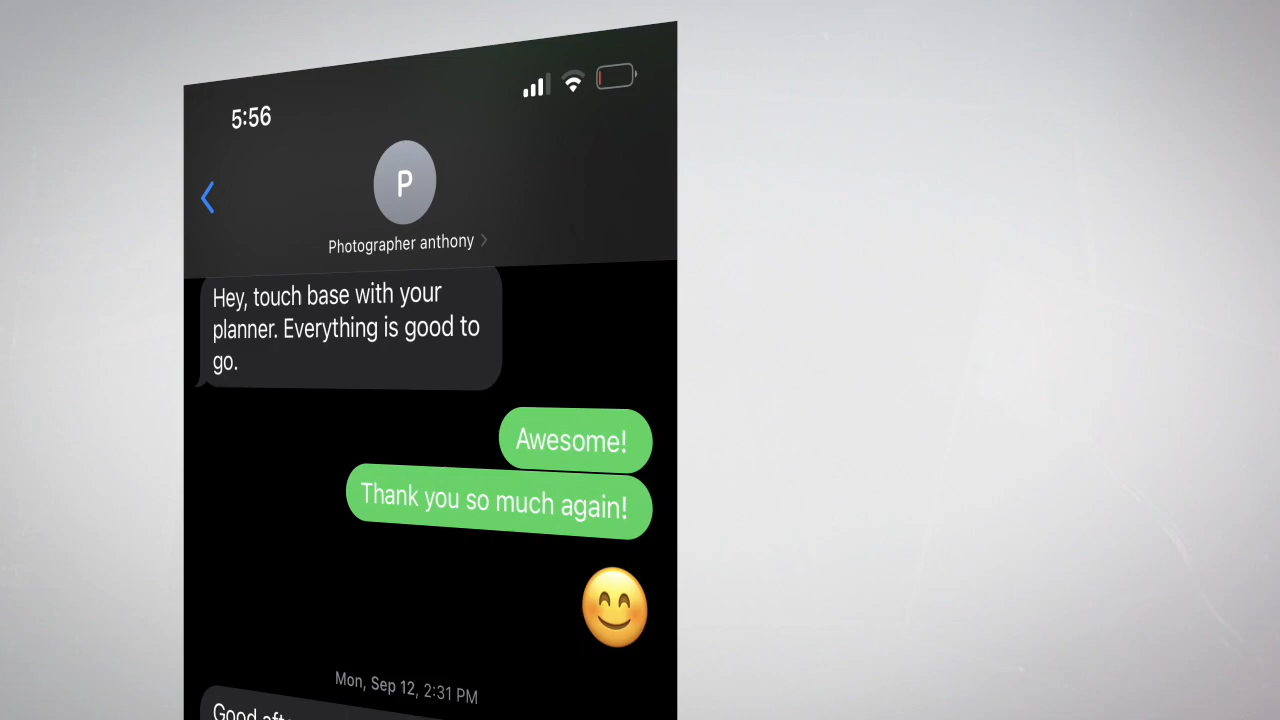 5:56
P
Photographer anthony
Hey, touch base with your
planner. Everything is good to
go.
Awesome!
Thank you so much again!
Mon, Sep 12, 2:31 PM
Good